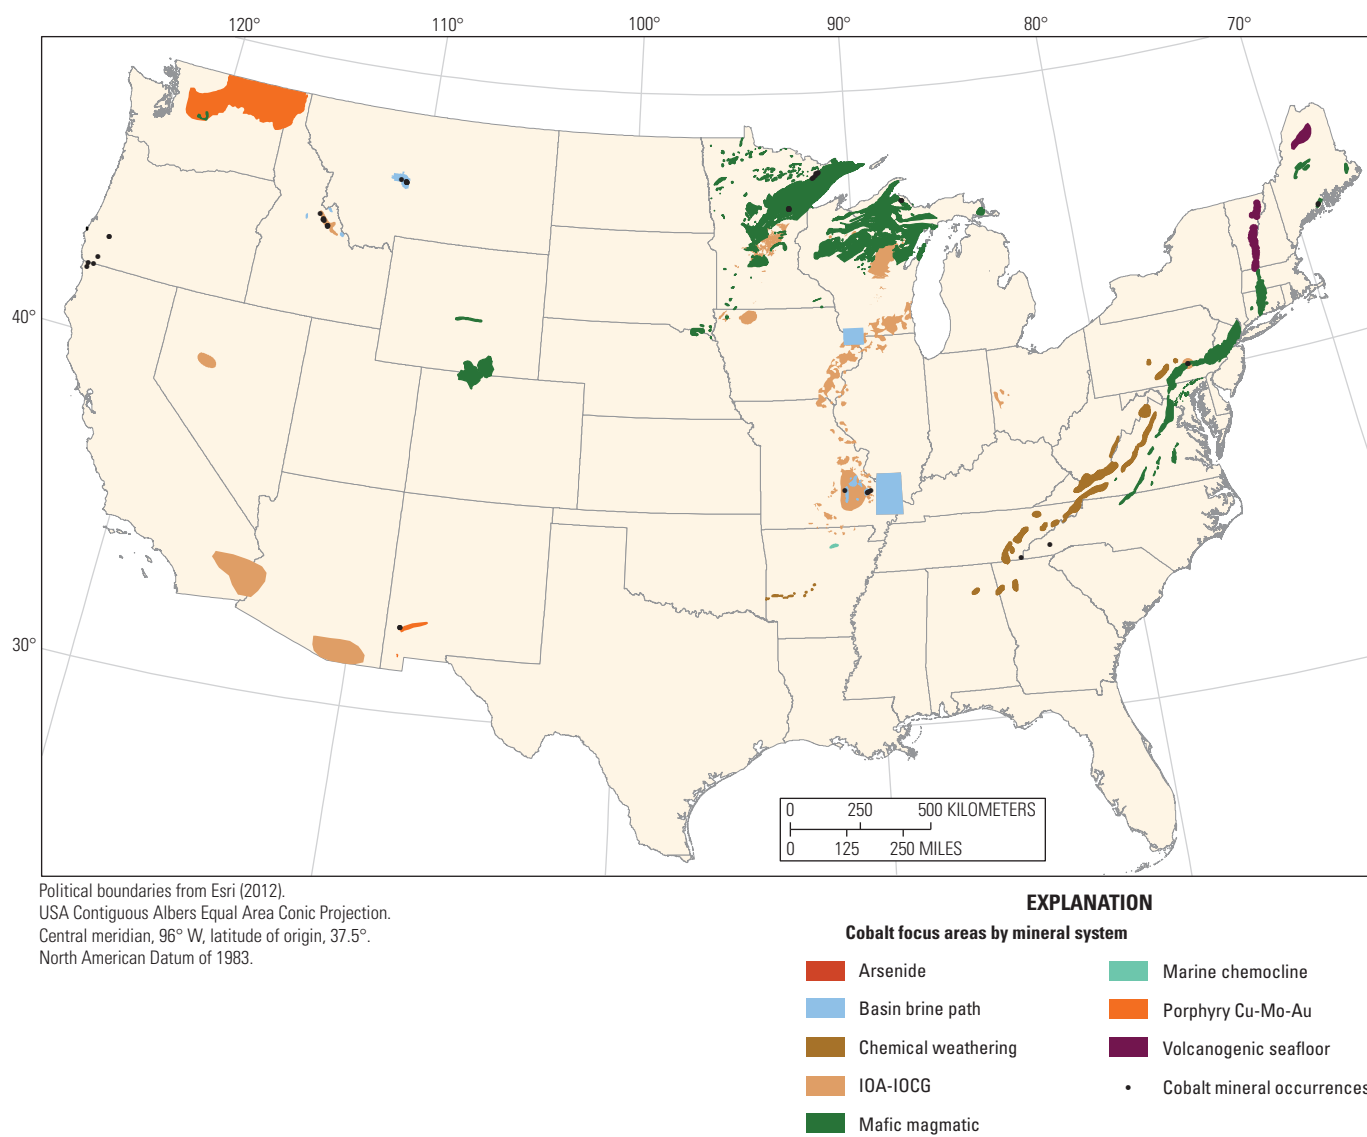 120°
110°
100°
90°
80°
70°
40°
30°
0 250 500 KILOMETERS
0 125 250 MILES
Political boundaries from Esri (2012).
USA Contiguous Albers Equal Area Conic Projection.
Central meridian, 96° W, latitude of origin, 37.5°.
North American Datum of 1983.
EXPLANATION
Cobalt focus areas by mineral system
Arsenide
Basin brine path
Chemical weathering
IOA-IOCG
Mafic magmatic
Marine chemocline
Porphyry Cu-Mo-Au
Volcanogenic seafloor
Cobalt mineral occurrences